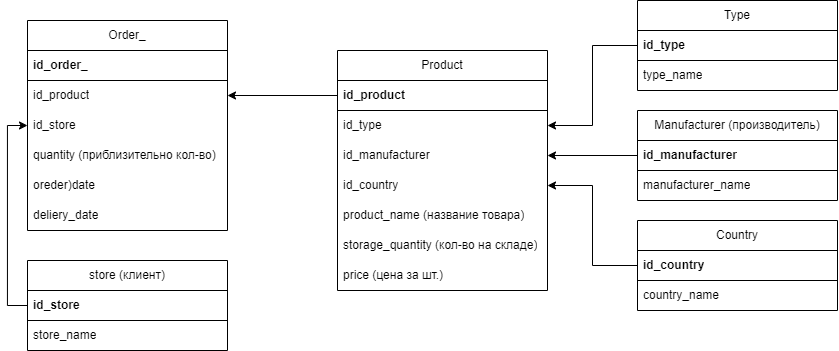 Order_
id_order_
id_product
id_store
quantity (приблизительно кол-во)
oreder)date
deliery_date
store (клиент)
id_store
store_name
Product
id_product
id_type
id_manufacturer
id_country
product_name (название товара)
storage_quantity (кол-во на складе)
price (цена за шт.)
Type
id_type
type_name
Manufacturer (производитель)
id_manufacturer
manufacturer_name
Country
id_country
country_name